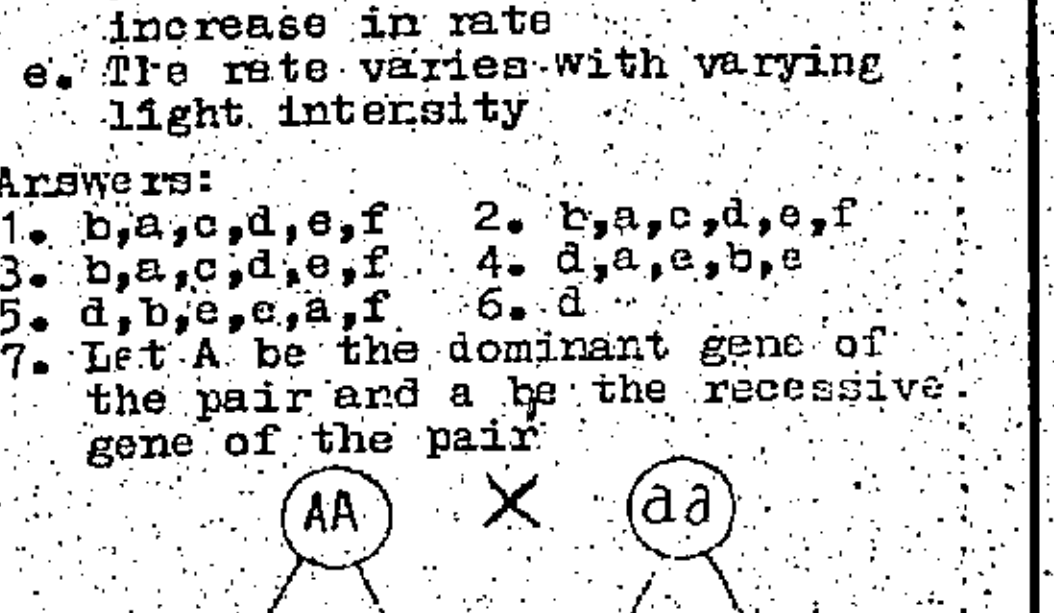 increase in rate
e. The rate varies with varying
light intensity
Answers:
1. b,a,c,d,e,f 2. b,a,c,d,e,f
3. b,a,c,d,e,f 4. d,a,e,b,e
5. d,b,e,c,a,f 6. d
7. Let A be the dominant gene of
the pair and a be the recessive
gene of the pair
AA X aa